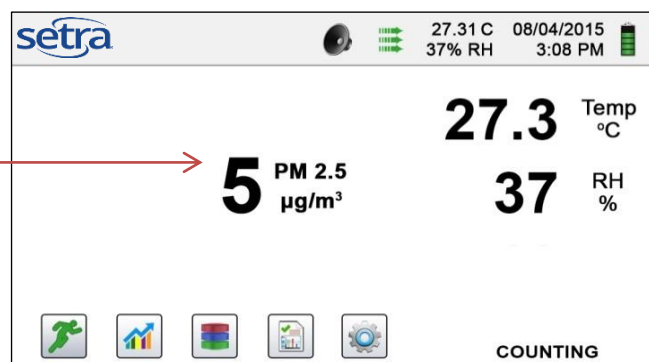 setra
27.31 C 08/04/2015
37% RH 3:08 PM
27.3 Temp ºC
5 PM 2.5 µg/m³
37 RH %
COUNTING